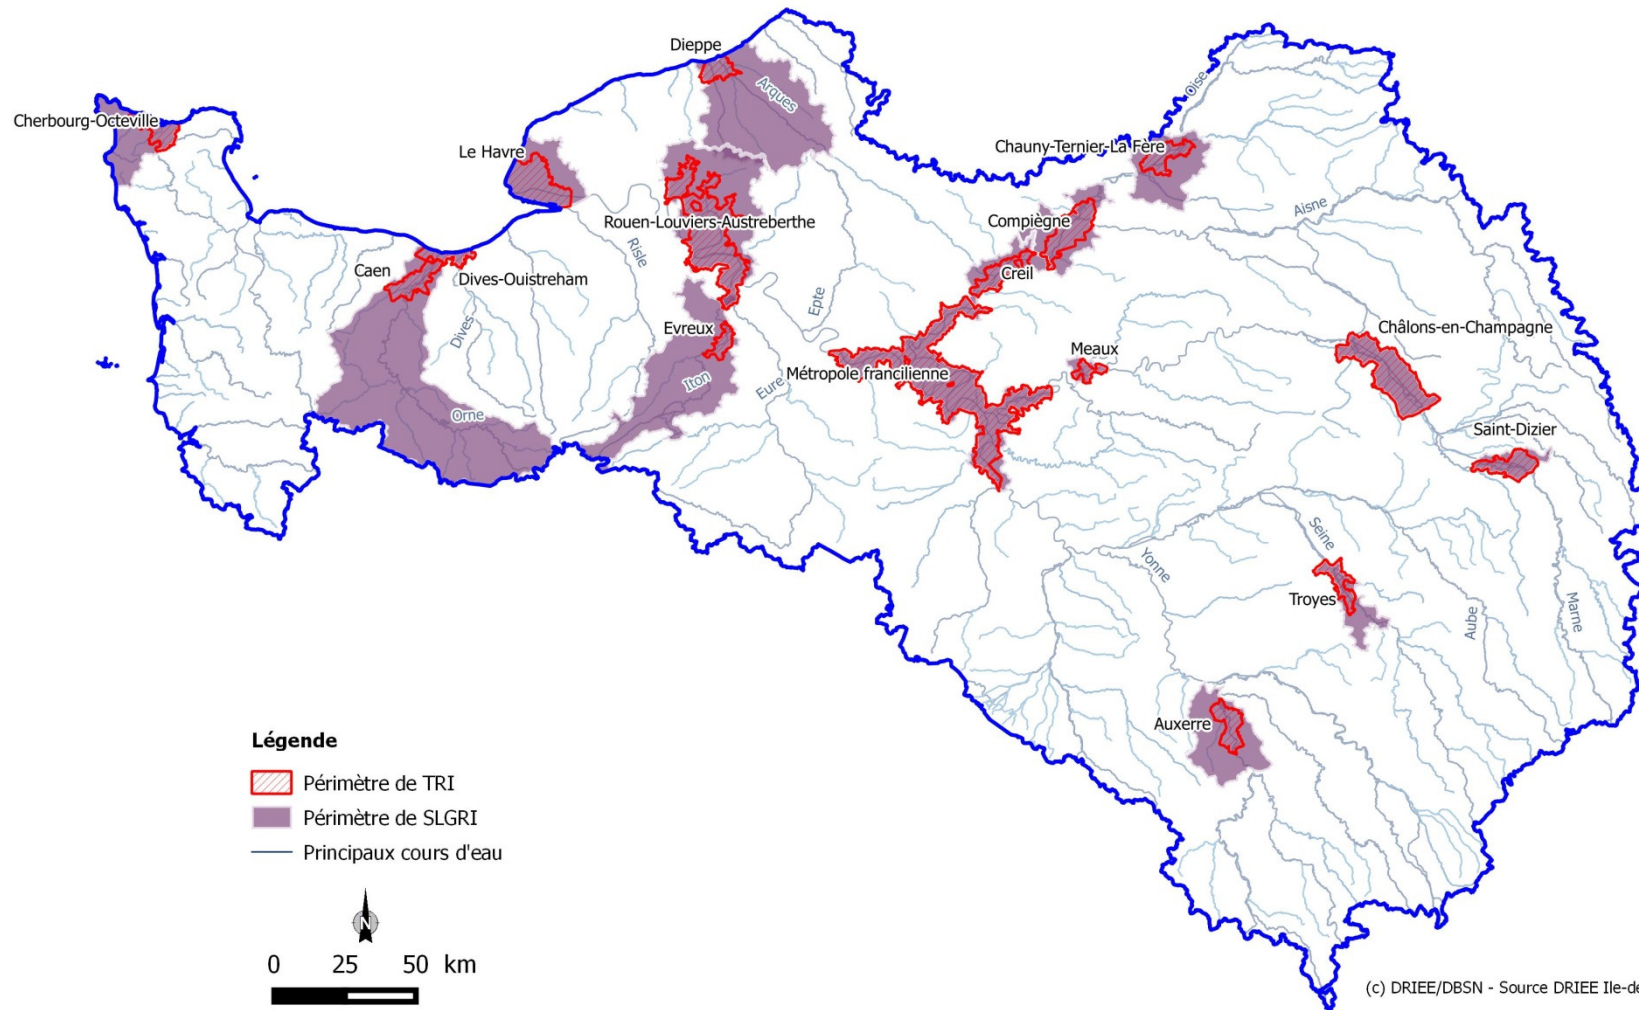 Dieppe
Arques
Oise
Cherbourg-Octeville
Le Havre
Chauny-Ternier-La Fère
Aisne
Compiègne
Rouen-Louviers-Austreberthe
Risle
Caen
Dives-Ouistreham
Creil
Epte
Dives
Evreux
Châlons-en-Champagne
Meaux
Métropole francilienne
Iton
Eure
Orne
Saint-Dizier
Seine
Yonne
Troyes
Aube
Marne
Auxerre
Légende
Périmètre de TRI
Périmètre de SLGRI
Principaux cours d'eau
N
0 25 50 km
(c) DRIEE/DBSN - Source DRIEE Ile-de